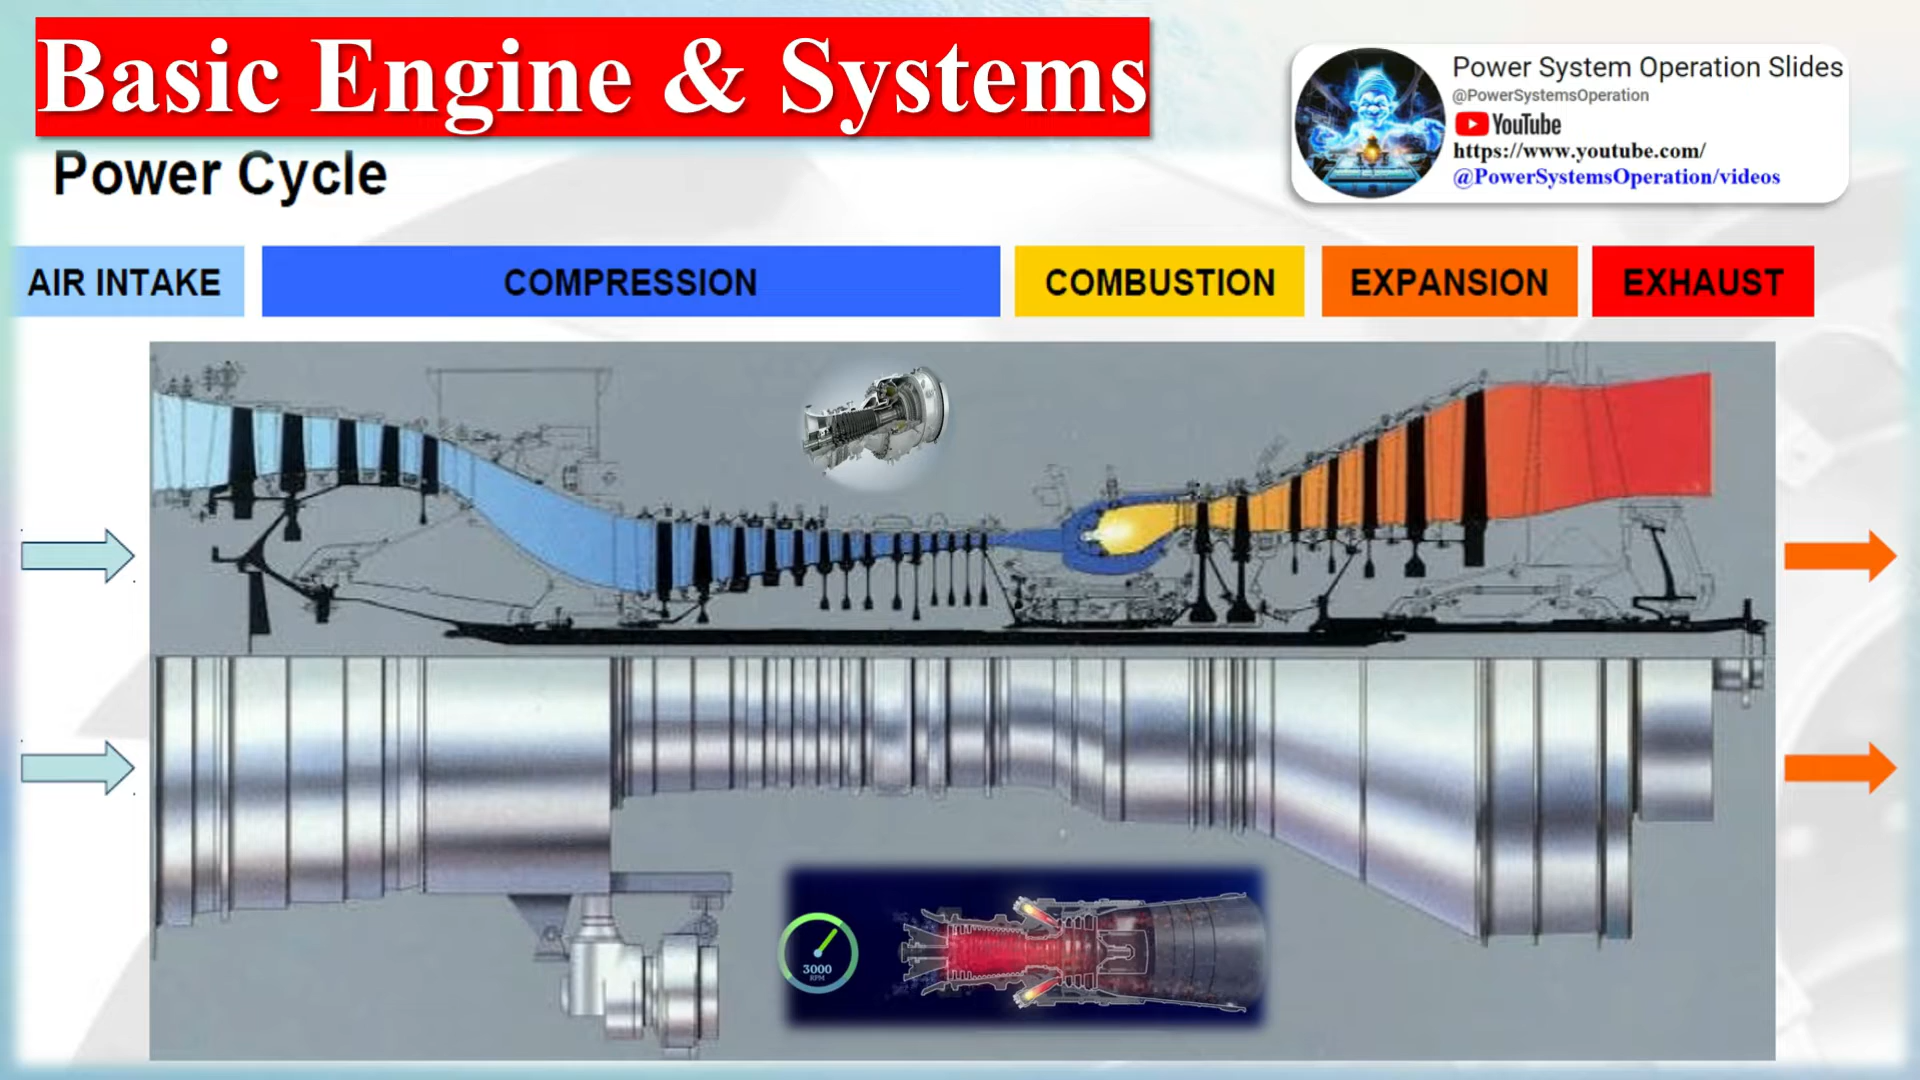 Basic Engine & Systems
Power System Operation Slides
@PowerSystemsOperation
YouTube
https://www.youtube.com/
@PowerSystemsOperation/videos
Power Cycle
AIR INTAKE
COMPRESSION
COMBUSTION
EXPANSION
EXHAUST
3000
RPM